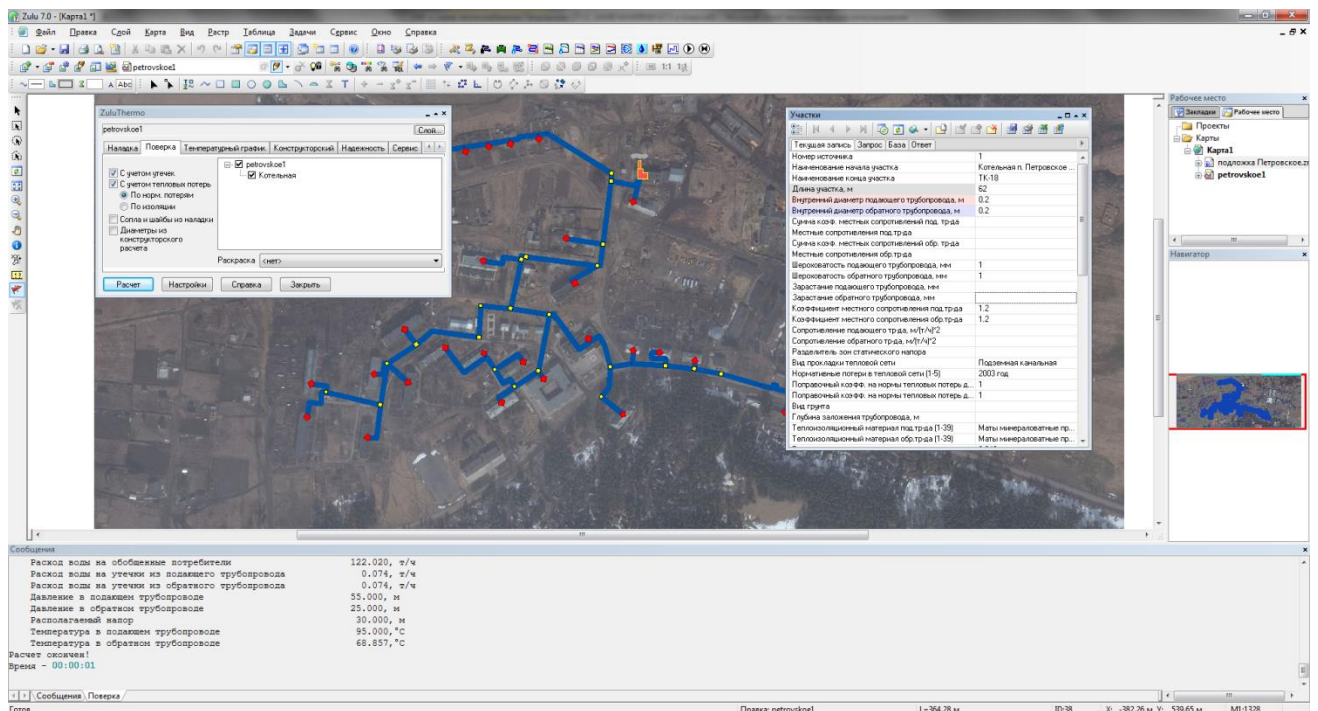 Zulu 7.0 - [Карта1 *]
Файл Правка Слой Карта Вид Растр Таблица Задачи Сервис Окно Справка
petrovskoe1
1:1
Abc
ZuluThermo
petrovskoe1 Слой...
Наладка Поверка Температурный график Конструкторский Надежность Сервис
С учетом утечек
С учетом тепловых потерь
По норм. потерям
По изоляции
Сопла и шайбы из наладки
Диаметры из
конструкторского
расчета
petrovskoe1
Котельная
Раскраска <нет>
Расчет Настройки Справка Закрыть
Участки
Текущая запись Запрос База Ответ
Номер источника 1
Наименование начала участка Котельная п. Петровское ...
Наименование конца участка ТК-18
Длина участка, м 62
Внутренний диаметр подающего трубопровода, м 0.2
Внутренний диаметр обратного трубопровода, м 0.2
Сумма коэф. местных сопротивлений под. тр-да
Местные сопротивления под.тр-да
Сумма коэф. местных сопротивлений обр. тр-да
Местные сопротивления обр.тр-да
Шероховатость подающего трубопровода, мм 1
Шероховатость обратного трубопровода, мм 1
Зарастание подающего трубопровода, мм
Зарастание обратного трубопровода, мм
Коэффициент местного сопротивления под.тр-да 1.2
Коэффициент местного сопротивления обр.тр-да 1.2
Сопротивление подающего тр-да, м/(т/ч)^2
Сопротивление обратного тр-да, м/(т/ч)^2
Разделитель зон статического напора
Вид прокладки тепловой сети Подземная канальная
Нормативные потери в тепловой сети (1-5) 2003 год
Поправочный коэфф. на нормы тепловых потерь д... 1
Поправочный коэфф. на нормы тепловых потерь д... 1
Вид грунта
Глубина заложения трубопровода, м
Теплоизоляционный материал под.тр-да (1-39) Маты минераловатные пр...
Теплоизоляционный материал обр.тр-да (1-39) Маты минераловатные пр...
Рабочее место
Закладки Рабочее место
Проекты
Карты
Карта1
подложка Петровское.zr
petrovskoe1
Навигатор
Сообщения
Расход воды на обобщенные потребители 122.020, т/ч
Расход воды на утечки из подающего трубопровода 0.074, т/ч
Расход воды на утечки из обратного трубопровода 0.074, т/ч
Давление в подающем трубопроводе 55.000, м
Давление в обратном трубопроводе 25.000, м
Располагаемый напор 30.000, м
Температура в подающем трубопроводе 95.000,°C
Температура в обратном трубопроводе 68.857,°C
Расчет окончен!
Время - 00:00:01
Сообщения Поверка
Готов Правка: petrovskoe1 L=364.28 м ID:38 X: -382.26 м Y: 539.65 м M1:1328